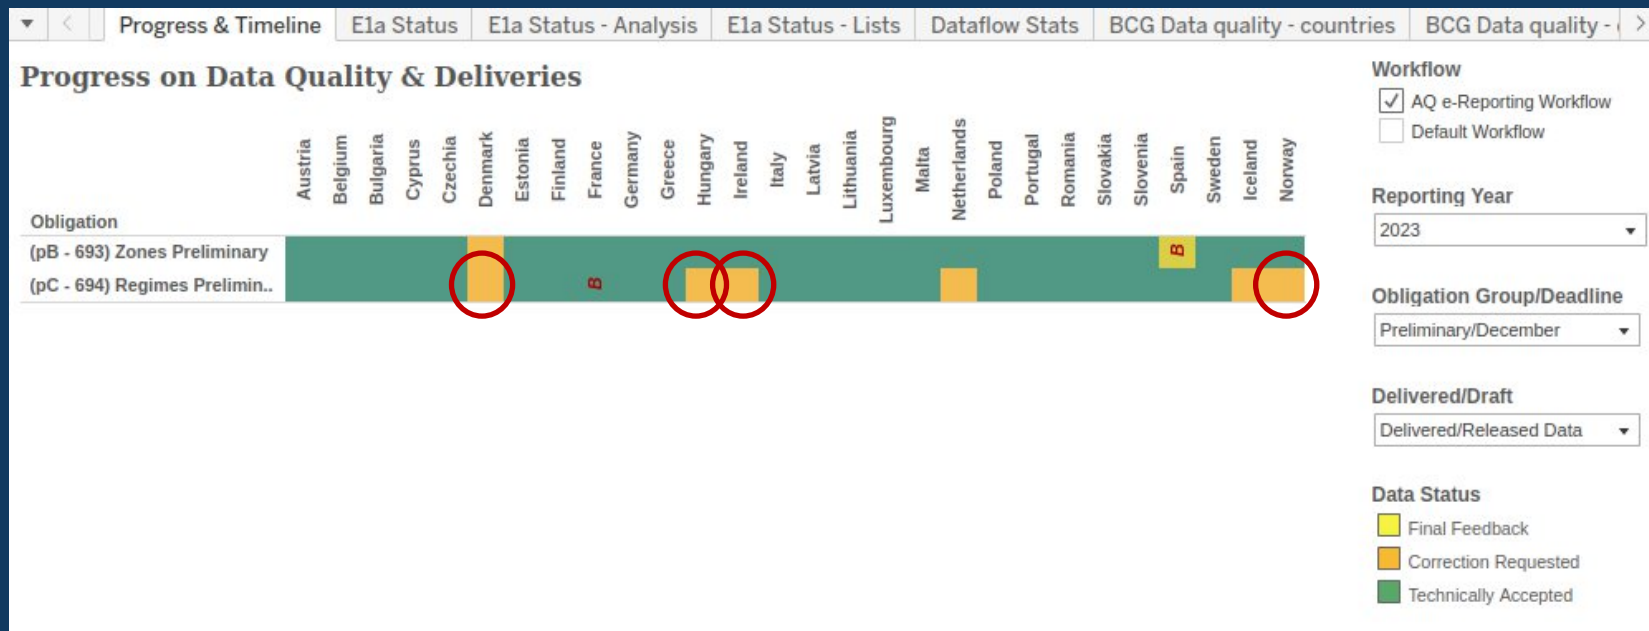 Progress & Timeline E1a Status E1a Status - Analysis E1a Status - Lists Dataflow Stats BCG Data quality - countries BCG Data quality -
Progress on Data Quality & Deliveries
Obligation Austria Belgium Bulgaria Cyprus Czechia Denmark Estonia Finland France Germany Greece Hungary Ireland Italy Latvia Lithuania Luxembourg Malta Netherlands Poland Portugal Romania Slovakia Slovenia Spain Sweden Iceland Norway
(pB - 693) Zones Preliminary B
(pC - 694) Regimes Prelimin.. B
Workflow
AQ e-Reporting Workflow
Default Workflow
Reporting Year
2023
Obligation Group/Deadline
Preliminary/December
Delivered/Draft
Delivered/Released Data
Data Status
Final Feedback
Correction Requested
Technically Accepted